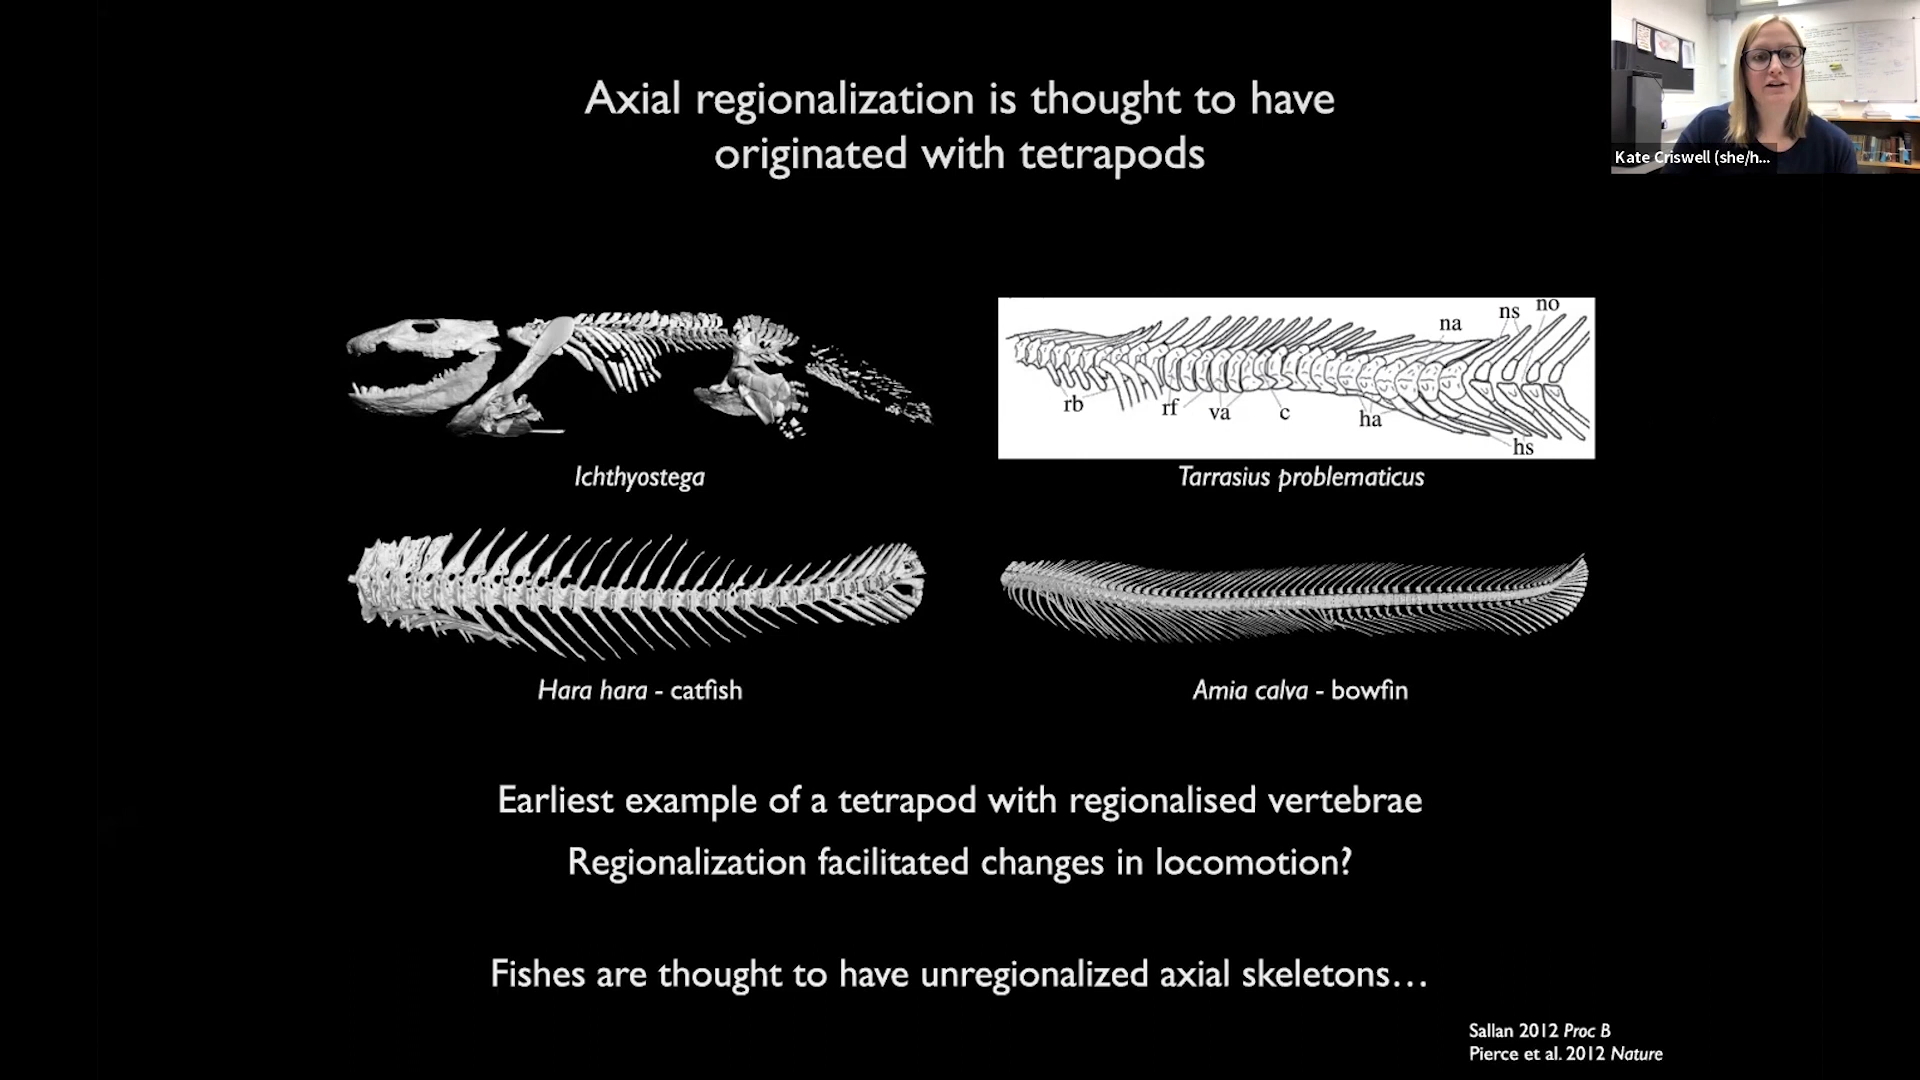 Axial regionalization is thought to have
originated with tetrapods
Kate Criswell (she/h...
na
ns
no
rb
rf
va
c
ha
hs
Ichthyostega
Tarrasius problematicus
Hara hara - catfish
Amia calva - bowfin
Earliest example of a tetrapod with regionalised vertebrae
Regionalization facilitated changes in locomotion?
Fishes are thought to have unregionalized axial skeletons...
Sallan 2012 Proc B
Pierce et al. 2012 Nature